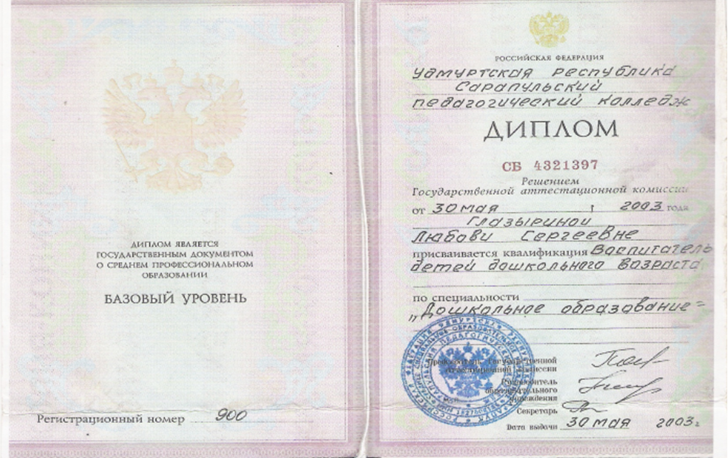 ДИПЛОМ ЯВЛЯЕТСЯ
ГОСУДАРСТВЕННЫМ ДОКУМЕНТОМ
О СРЕДНЕМ ПРОФЕССИОНАЛЬНОМ
ОБРАЗОВАНИИ
БАЗОВЫЙ УРОВЕНЬ
Регистрационный номер 900
РОССИЙСКАЯ ФЕДЕРАЦИЯ
Удмуртская республика
Сарапульский
педагогический колледж
ДИПЛОМ
СБ 4321397
Решением
Государственной аттестационной комиссии
от 30 мая 2003 года
Глазыриной
Любови Сергеевне
присваивается квалификация Воспитатель
детей дошкольного возраста
по специальности
„Дошкольное образование"
Государственной
аттестационной комиссии
Руководитель
образовательного
учреждения
Секретарь
Дата выдачи 30 мая 2003 г.